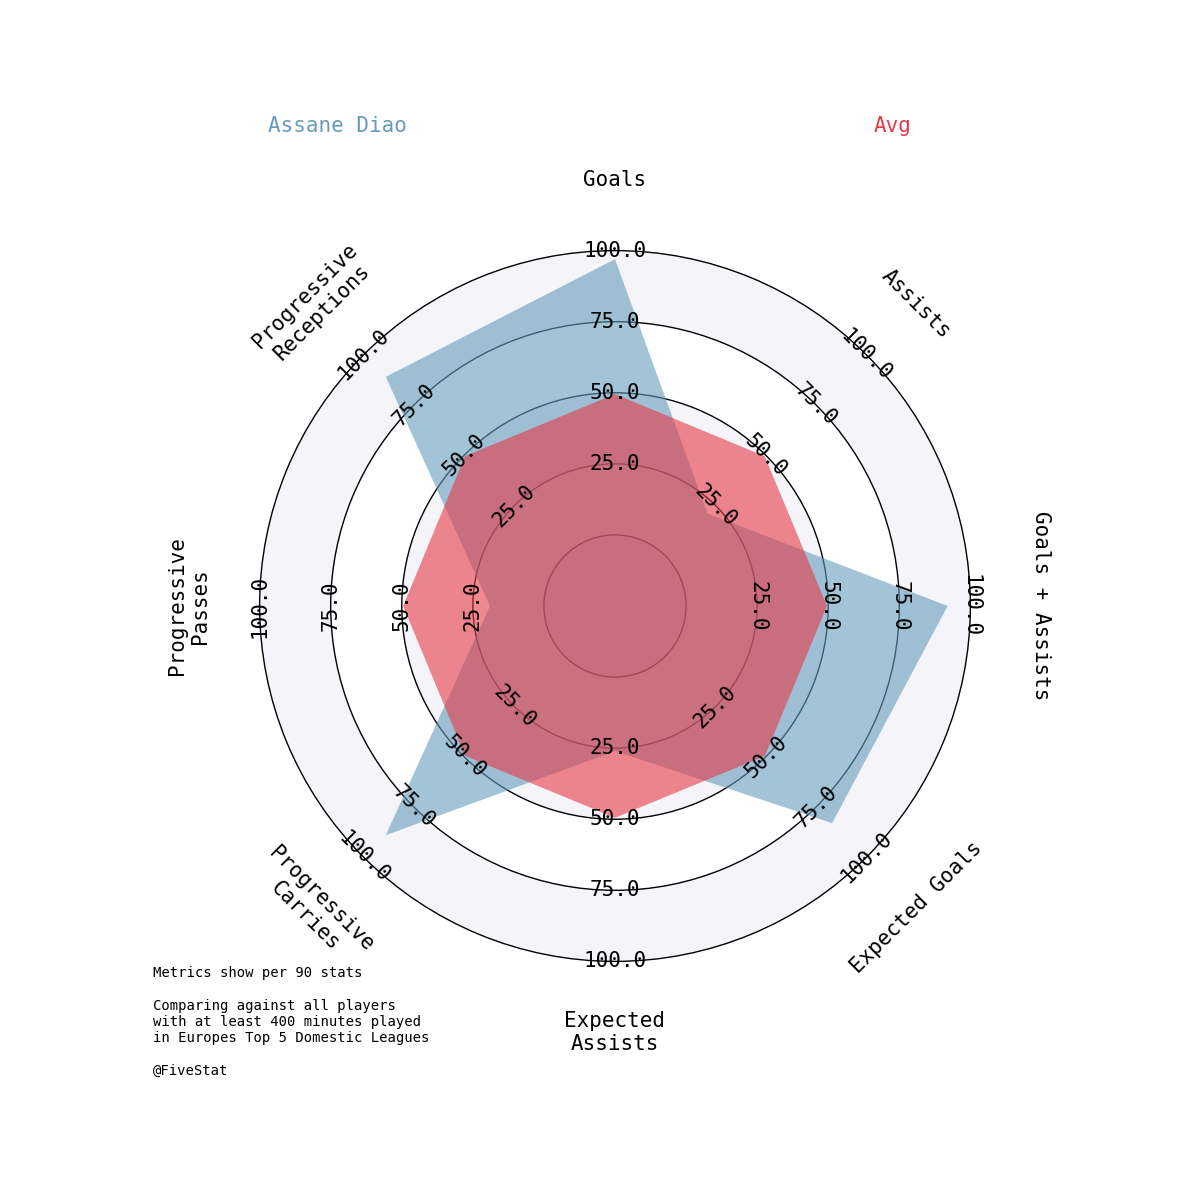 Assane Diao
Avg
Goals
Assists
Goals + Assists
Expected Goals
Expected
Assists
Progressive
Carries
Progressive
Passes
Progressive
Receptions
25.0
50.0
75.0
100.0
25.0
50.0
75.0
100.0
25.0
50.0
75.0
100.0
25.0
50.0
75.0
100.0
25.0
50.0
75.0
100.0
25.0
50.0
75.0
100.0
25.0
50.0
75.0
100.0
25.0
50.0
75.0
100.0
Metrics show per 90 stats
Comparing against all players
with at least 400 minutes played
in Europes Top 5 Domestic Leagues
@FiveStat